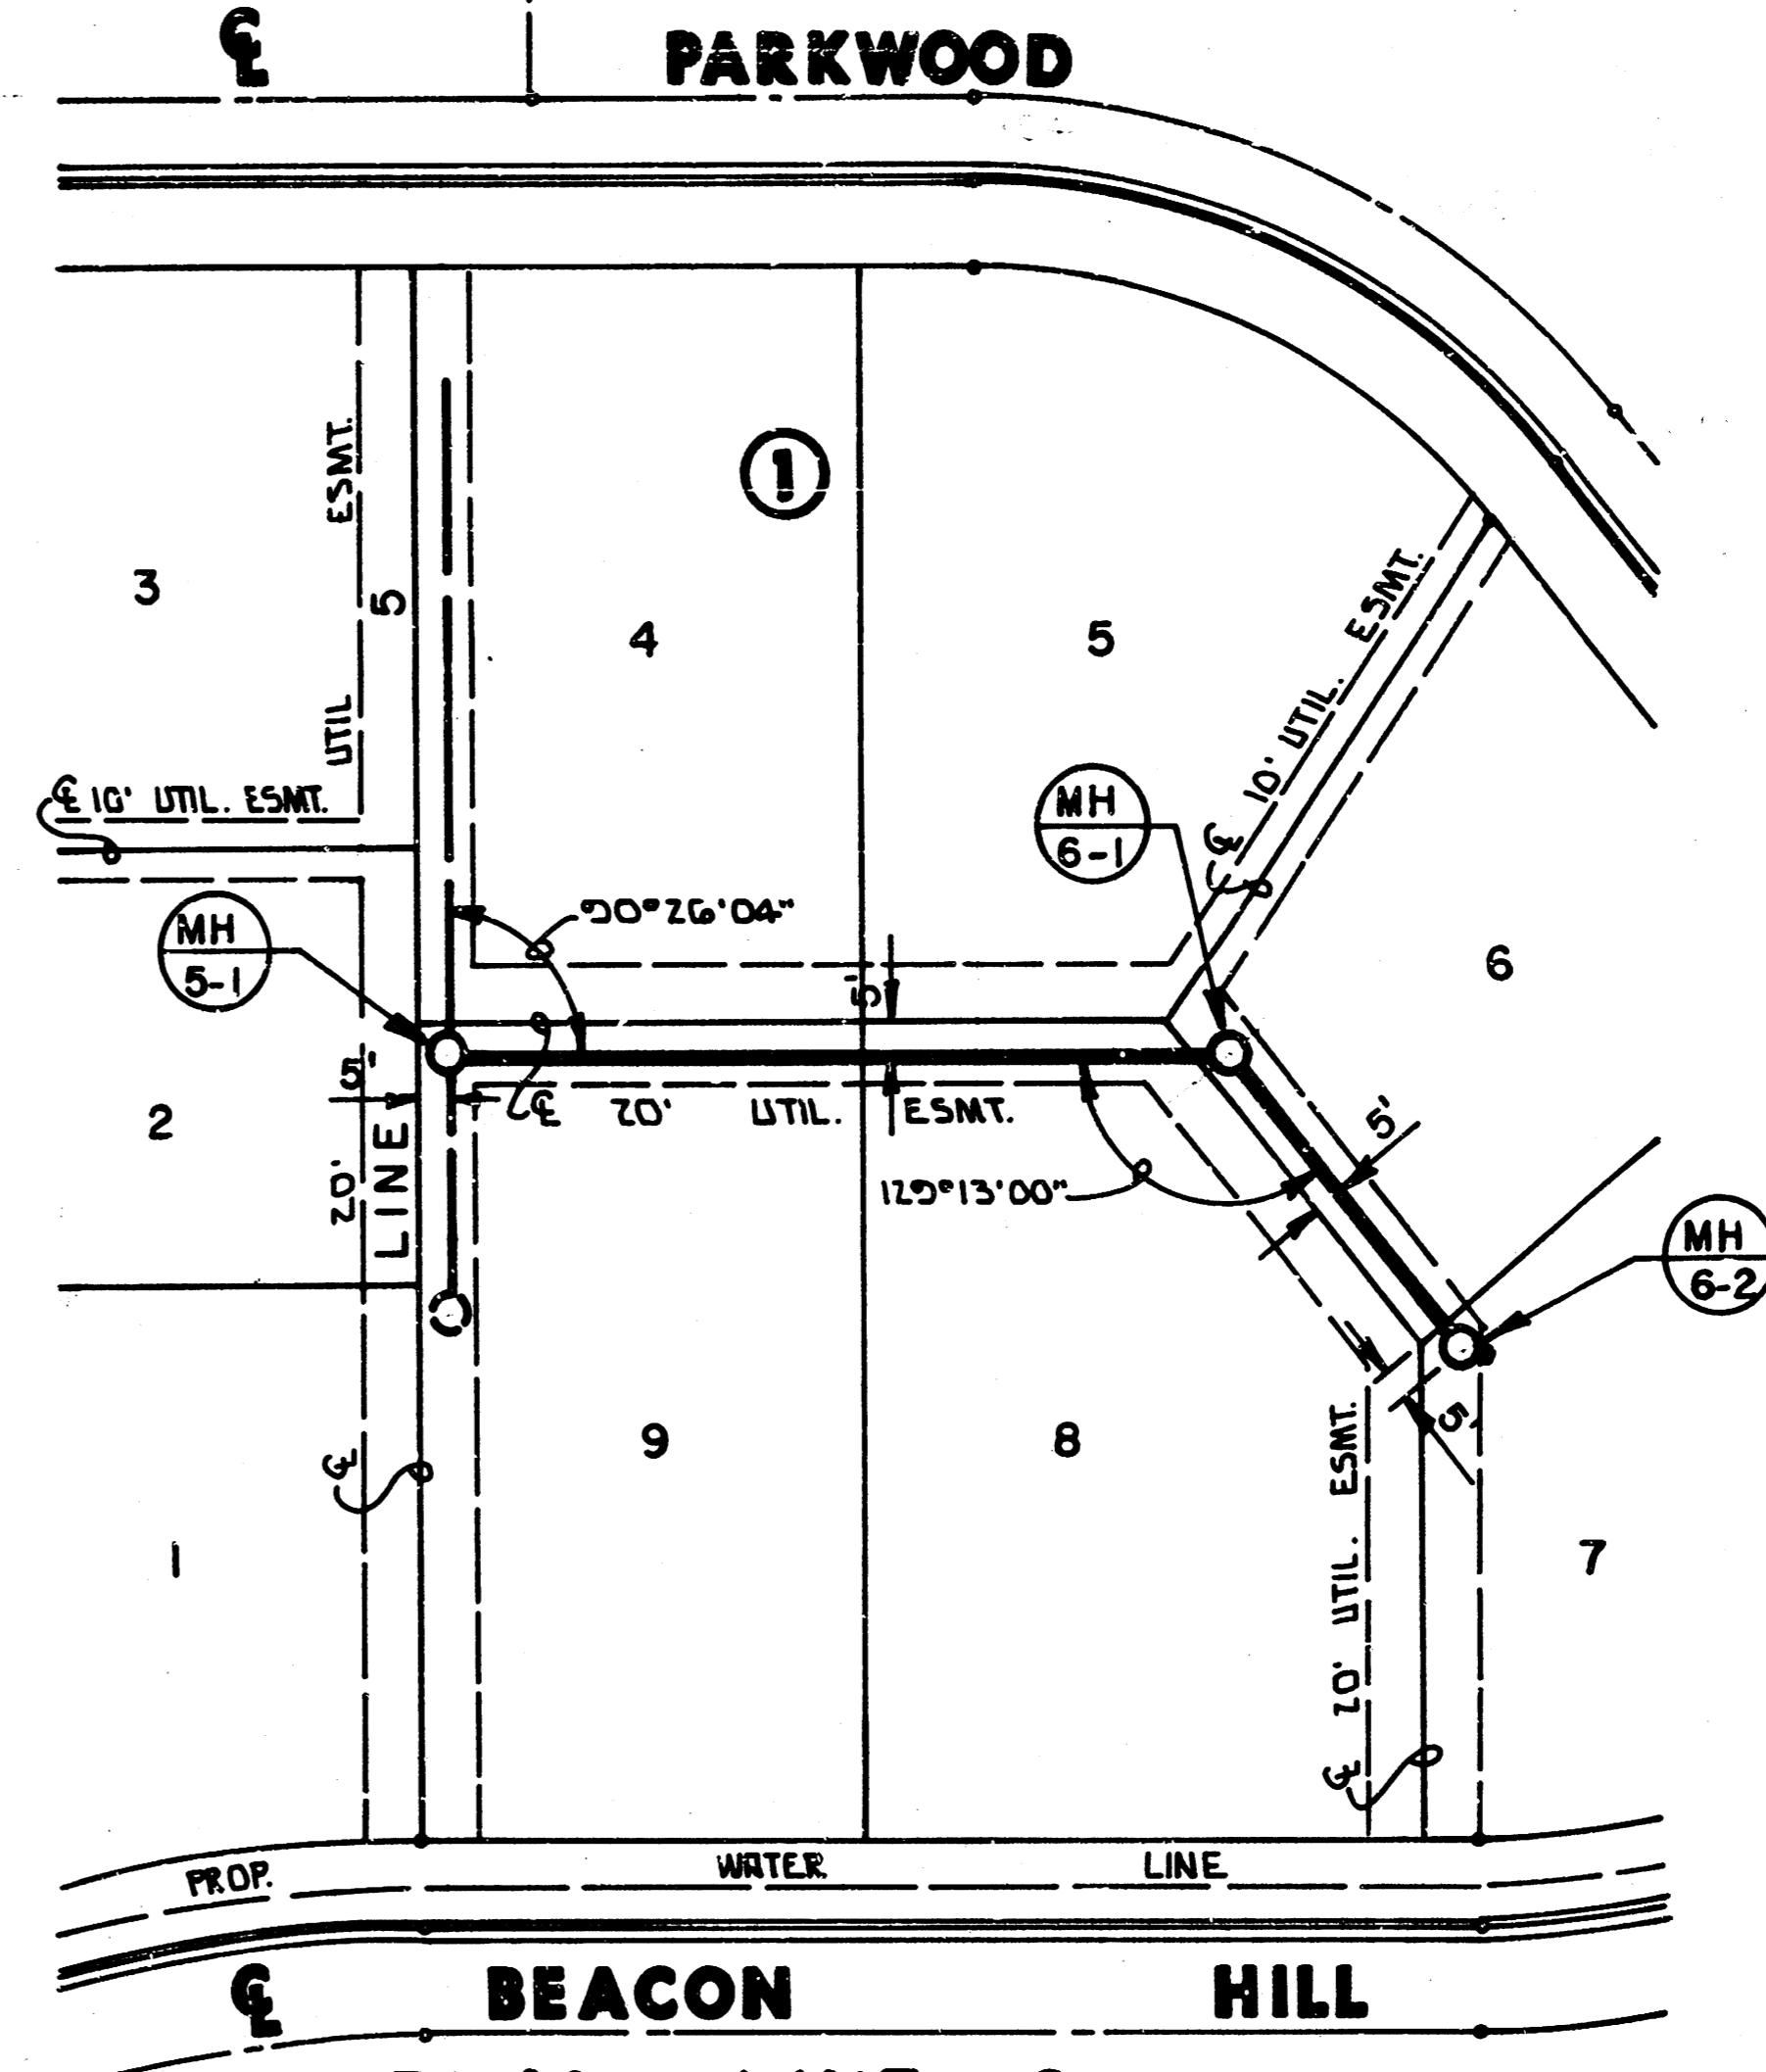 ℄ PARKWOOD
1
ESMT.
3
5
4
5
ESMT.
UTIL
10' UTIL.
℄ 10' UTIL. ESMT.
MH
6-1
℄
90°26'04"
MH
5-1
6
5'
5'
℄ 20' UTIL. ESMT.
2
5'
LINE
20'
129°13'00"
MH
6-2
5'
9
8
℄
ESMT.
1
7
UTIL.
20'
℄
PROP. WATER LINE
℄ BEACON HILL